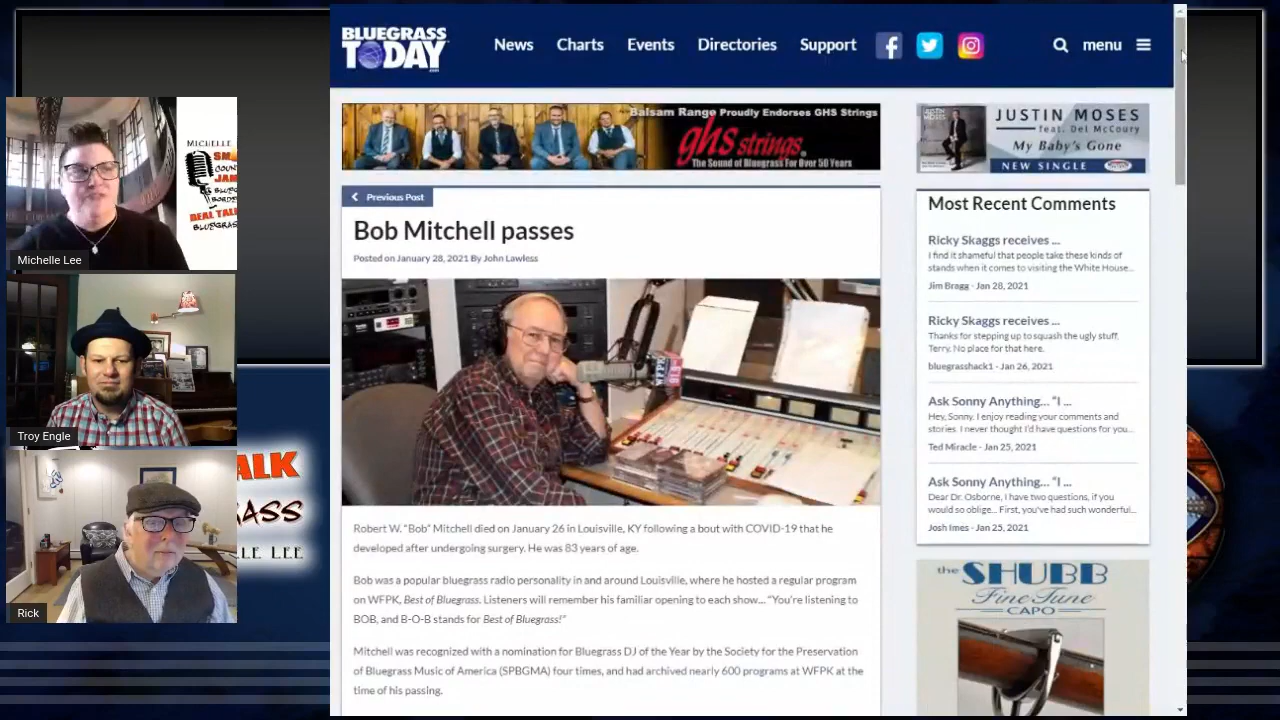 BLUEGRASS
TODAY
.com
News
Charts
Events
Directories
Support
menu
Balsam Range Proudly Endorses GHS Strings
ghs strings
The Sound of Bluegrass For Over 50 Years
JUSTIN MOSES
feat. Del McCoury
My Baby's Gone
NEW SINGLE
Previous Post
Bob Mitchell passes
Posted on January 28, 2021 By John Lawless
WFPK
Robert W. "Bob" Mitchell died on January 26 in Louisville, KY following a bout with COVID-19 that he
developed after undergoing surgery. He was 83 years of age.
Bob was a popular bluegrass radio personality in and around Louisville, where he hosted a regular program
on WFPK, Best of Bluegrass. Listeners will remember his familiar opening to each show... "You're listening to
BOB, and B-O-B stands for Best of Bluegrass!"
Mitchell was recognized with a nomination for Bluegrass DJ of the Year by the Society for the Preservation
of Bluegrass Music of America (SPBGMA) four times, and had archived nearly 600 programs at WFPK at the
time of his passing.
Most Recent Comments
Ricky Skaggs receives ...
I find it shameful that people take these kinds of
stands when it comes to visiting the White House...
Jim Bragg - Jan 28, 2021
Ricky Skaggs receives ...
Thanks for stepping up to squash the ugly stuff.
Terry. No place for that here.
bluegrasshack1 - Jan 26, 2021
Ask Sonny Anything... "I ...
Hey, Sonny. I enjoy reading your comments and
stories. I never thought I'd have questions for you...
Ted Miracle - Jan 25, 2021
Ask Sonny Anything... "I ...
Dear Dr. Osborne, I have two questions, if you
would so oblige... First, you've had such wonderful...
Josh Imes - Jan 25, 2021
the SHUBB
Fine Tune
CAPO
MICHELLE
REAL TAL
BLUEGRAS
Michelle Lee
Troy Engle
Rick
ALK
RASS
LE LEE